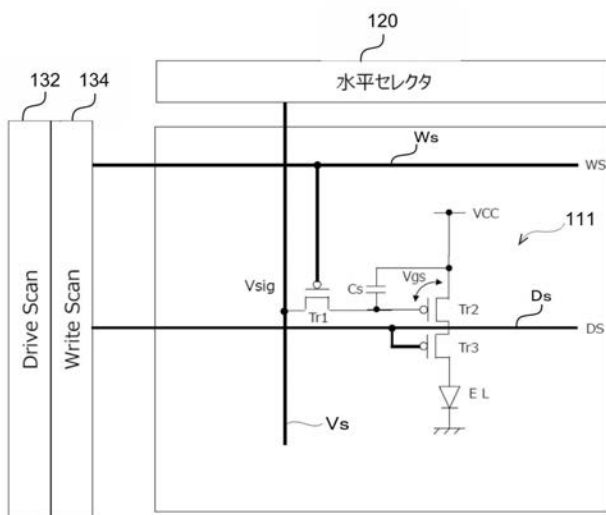 120
132
134
水平セレクタ
Ws
WS
VCC
111
Vsig
Cs
Vgs
Tr1
Tr2
Ds
DS
Tr3
EL
Vs
Drive Scan
Write Scan